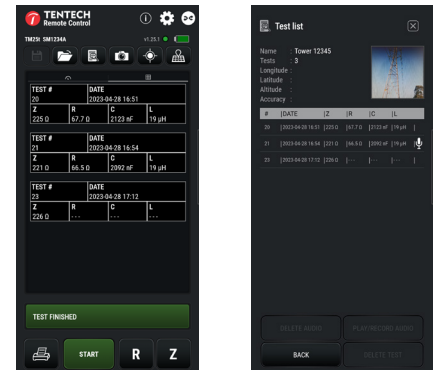 TENTECH
Remote Control
TM25t SM1234A
v1.25.1
TEST #
DATE
20
2023-04-28 16:51
Z
R
C
L
225 Ω
67.7 Ω
2123 nF
19 µH
TEST #
DATE
21
2023-04-28 16:54
Z
R
C
L
221 Ω
66.5 Ω
2092 nF
19 µH
TEST #
DATE
23
2023-04-28 17:12
Z
R
C
L
226 Ω
---
---
---
TEST FINISHED
START
R
Z
Test list
Name : Tower 12345
Tests : 3
Longitude :
Latitude :
Altitude :
Accuracy :
# |DATE |Z |R |C |L
20 |2023-04-28 16:51 |225 Ω |67.7 Ω |2123 nF |19 µH |
21 |2023-04-28 16:54 |221 Ω |66.5 Ω |2092 nF |19 µH |
23 |2023-04-28 17:12 |226 Ω |--- |--- |--- |
DELETE AUDIO
PLAY/RECORD AUDIO
BACK
DELETE TEST